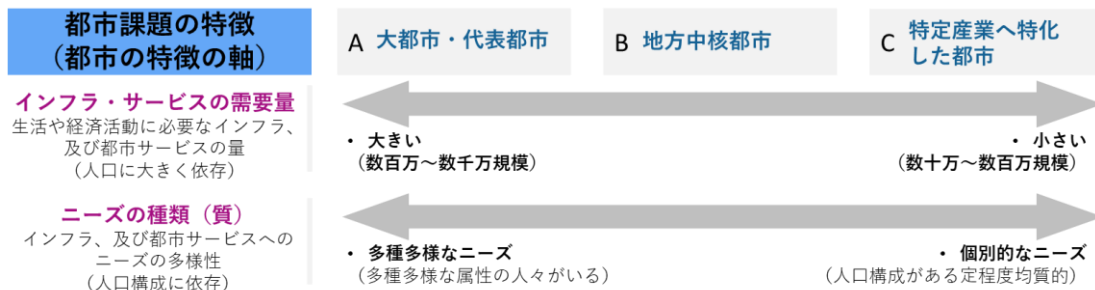 都市課題の特徴
（都市の特徴の軸）
A 大都市・代表都市
B 地方中核都市
C 特定産業へ特化
した都市
インフラ・サービスの需要量
生活や経済活動に必要なインフラ、
及び都市サービスの量
（人口に大きく依存）
• 大きい
（数百万～数千万規模）
• 小さい
（数十万～数百万規模）
ニーズの種類（質）
インフラ、及び都市サービスへの
ニーズの多様性
（人口構成に依存）
• 多種多様なニーズ
（多種多様な属性の人々がいる）
• 個別的なニーズ
（人口構成がある定程度均質的）